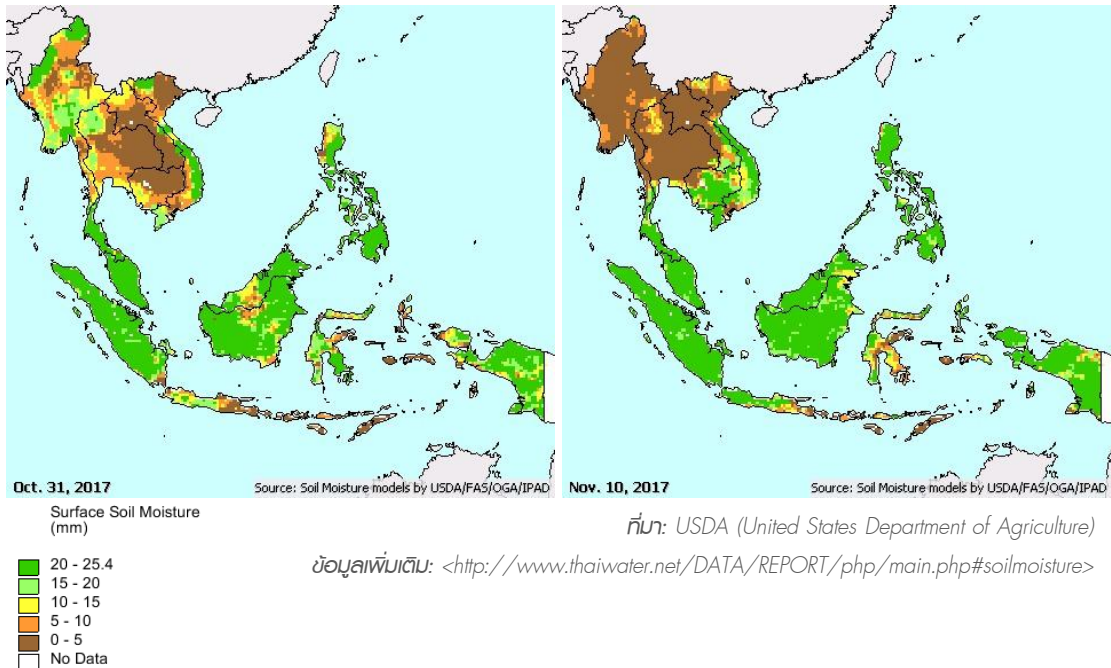 Oct. 31, 2017
Source: Soil Moisture models by USDA/FAS/OGA/IPAD
Nov. 10, 2017
Source: Soil Moisture models by USDA/FAS/OGA/IPAD
Surface Soil Moisture
(mm)
20 - 25.4
15 - 20
10 - 15
5 - 10
0 - 5
No Data
ที่มา: USDA (United States Department of Agriculture)
ข้อมูลเพิ่มเติม: <http://www.thaiwater.net/DATA/REPORT/php/main.php#soilmoisture>